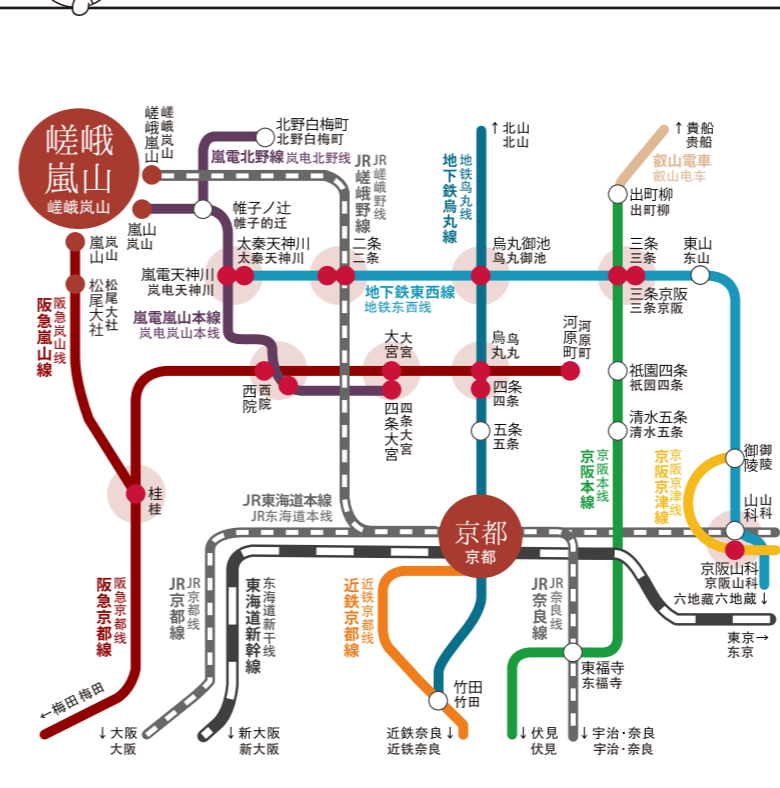 嵯峨
嵐山
嵯峨岚山
嵯峨嵐山
嵯峨岚山
北野白梅町
北野白梅町
嵐電北野線 岚电北野线
JR嵯峨野線
JR嵯峨野线
地下鉄烏丸線
地铁鸟丸线
↑北山
北山
↑貴船
贵船
叡山電車
叡山电车
出町柳
出町柳
嵐山
岚山
帷子ノ辻
帷子的迁
嵐山
岚山
太秦天神川
太秦天神川
二条
二条
烏丸御池
鸟丸御池
三条
三条
東山
东山
嵐電天神川
岚电天神川
松尾大社
松尾大社
阪急嵐山線
阪急岚山线
地下鉄東西線
地铁东西线
三条京阪
三条京阪
嵐電嵐山本線
岚电岚山本线
大宮
大宫
烏丸
鸟丸
河原町
河原町
西院
西院
四条大宮
四条大宫
四条
四条
祇園四条
祇园四条
五条
五条
清水五条
清水五条
京阪本線
京阪本线
京阪京津線
京阪京津线
御陵
御陵
桂
桂
JR東海道本線
JR东海道本线
京都
京都
山科
山科
京阪山科
京阪山科
六地蔵六地藏↓
阪急京都線
阪急京都线
JR京都線
JR京都线
東海道新幹線
东海道新干线
近鉄京都線
近铁京都线
JR奈良線
JR奈良线
東京→
东京
東福寺
东福寺
竹田
竹田
←梅田梅田
↓大阪
大阪
↓新大阪
新大阪
近鉄奈良↓
近铁奈良
↓伏見
伏見
↓宇治·奈良
宇治·奈良